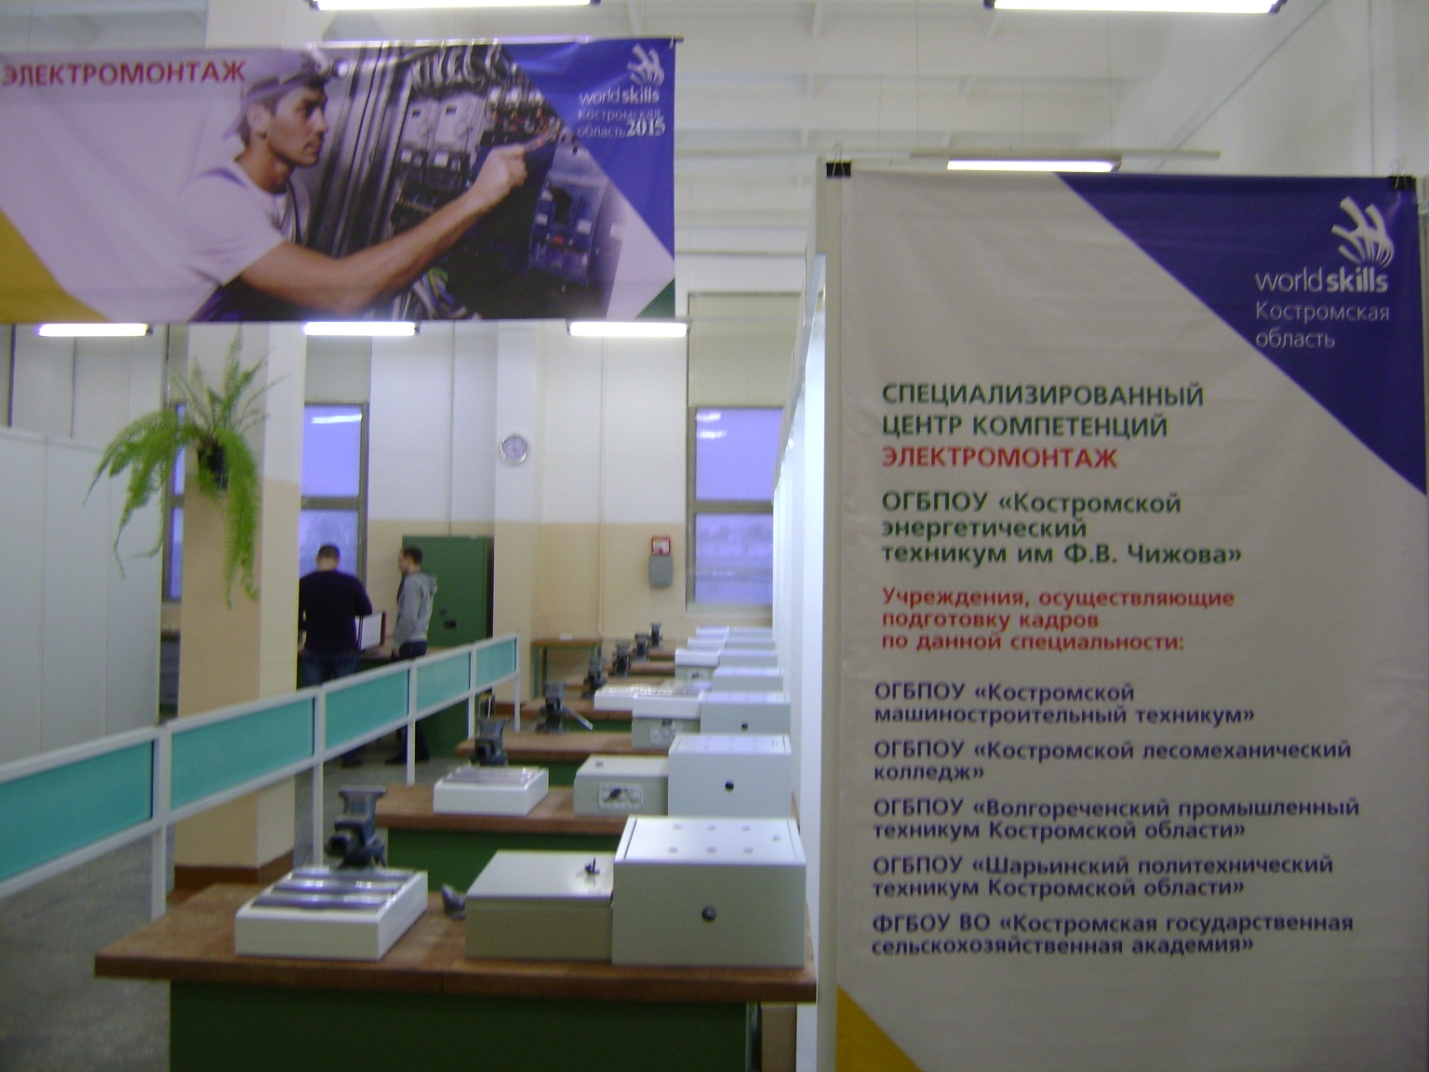 ЭЛЕКТРОМОНТАЖ
worldskills
Костромская
область 2015
worldskills
Костромская
область
СПЕЦИАЛИЗИРОВАННЫЙ
ЦЕНТР КОМПЕТЕНЦИЙ
ЭЛЕКТРОМОНТАЖ
ОГБПОУ «Костромской
энергетический
техникум им Ф.В. Чижова»
Учреждения, осуществляющие
подготовку кадров
по данной специальности:
ОГБПОУ «Костромской
машиностроительный техникум»
ОГБПОУ «Костромской лесомеханический
колледж»
ОГБПОУ «Волгореченский промышленный
техникум Костромской области»
ОГБПОУ «Шарьинский политехнический
техникум Костромской области»
ФГБОУ ВО «Костромская государственная
сельскохозяйственная академия»